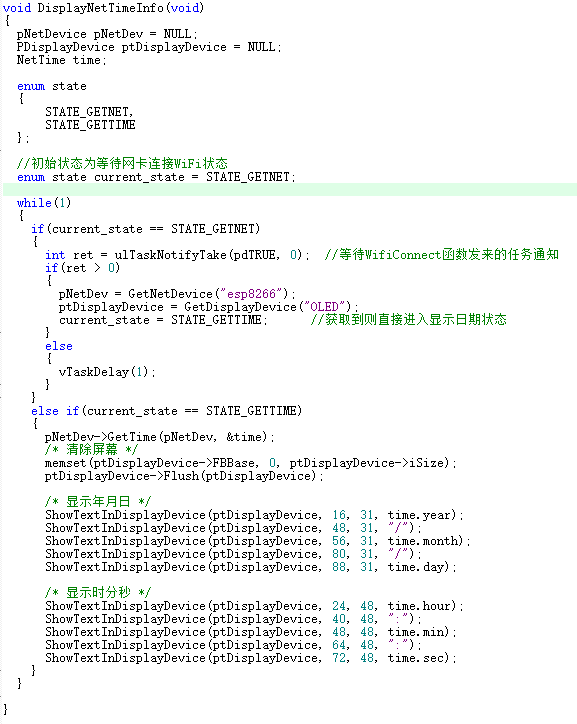 void DisplayNetTimeInfo(void)
{
  pNetDevice pNetDev = NULL;
  PDisplayDevice ptDisplayDevice = NULL;
  NetTime time;

  enum state
  {
      STATE_GETNET,
      STATE_GETTIME
  };

  //初始状态为等待网卡连接WiFi状态
  enum state current_state = STATE_GETNET;

  while(1)
  {
    if(current_state == STATE_GETNET)
    {
      int ret = ulTaskNotifyTake(pdTRUE, 0);  //等待WifiConnect函数发来的任务通知
      if(ret > 0)
      {
        pNetDev = GetNetDevice("esp8266");
        ptDisplayDevice = GetDisplayDevice("OLED");
        current_state = STATE_GETTIME;      //获取到则直接进入显示日期状态
      }
      else
      {
        vTaskDelay(1);
      }
    }
    else if(current_state == STATE_GETTIME)
    {
      pNetDev->GetTime(pNetDev, &time);
      /* 清除屏幕 */
      memset(ptDisplayDevice->FBBase, 0, ptDisplayDevice->iSize);
      ptDisplayDevice->Flush(ptDisplayDevice);

      /* 显示年月日 */
      ShowTextInDisplayDevice(ptDisplayDevice, 16, 31, time.year);
      ShowTextInDisplayDevice(ptDisplayDevice, 48, 31, "/");
      ShowTextInDisplayDevice(ptDisplayDevice, 56, 31, time.month);
      ShowTextInDisplayDevice(ptDisplayDevice, 80, 31, "/");
      ShowTextInDisplayDevice(ptDisplayDevice, 88, 31, time.day);

      /* 显示时分秒 */
      ShowTextInDisplayDevice(ptDisplayDevice, 24, 48, time.hour);
      ShowTextInDisplayDevice(ptDisplayDevice, 40, 48, ":");
      ShowTextInDisplayDevice(ptDisplayDevice, 48, 48, time.min);
      ShowTextInDisplayDevice(ptDisplayDevice, 64, 48, ":");
      ShowTextInDisplayDevice(ptDisplayDevice, 72, 48, time.sec);
    }
  }

}